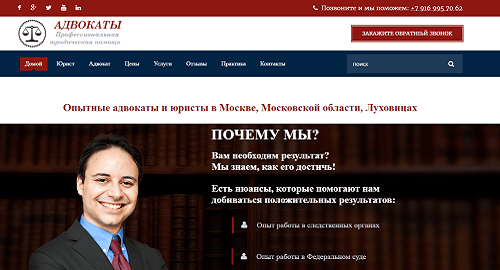 Позвоните и мы поможем: +7 916 995 70 62
АДВОКАТЫ
Профессиональная
юридическая помощь
ЗАКАЖИТЕ ОБРАТНЫЙ ЗВОНОК
Домой Юрист Адвокат Цены Услуги Отзывы Практика Контакты поиск
Опытные адвокаты и юристы в Москве, Московской области, Луховицах
ПОЧЕМУ МЫ?
Вам необходим результат?
Мы знаем, как его достичь!
Есть нюансы, которые помогают нам
добиваться положительных результатов:
Опыт работы в следственных органах
Опыт работы в Федеральном суде